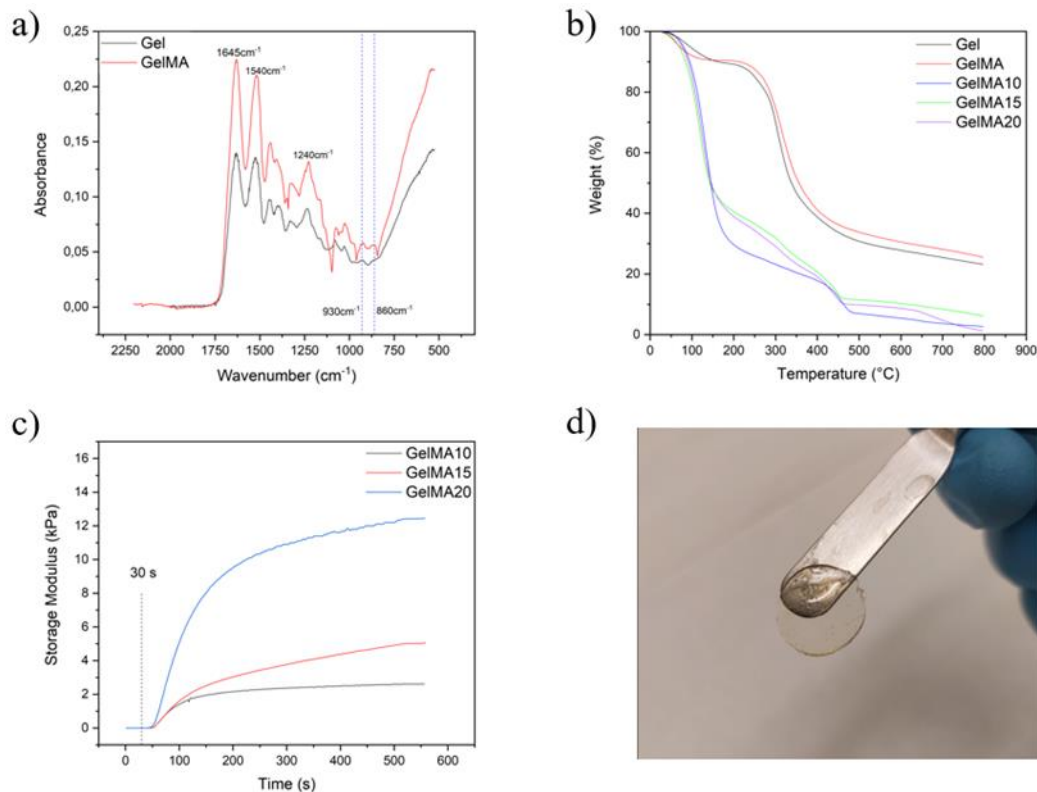 a)
0,25
0,20
0,15
0,10
0,05
0,00
Absorbance
Gel
GelMA
1645cm⁻¹
1540cm⁻¹
1240cm⁻¹
930cm⁻¹
860cm⁻¹
2250 2000 1750 1500 1250 1000 750 500
Wavenumber (cm⁻¹)
b)
100
80
60
40
20
0
Weight (%)
Gel
GelMA
GelMA10
GelMA15
GelMA20
0 100 200 300 400 500 600 700 800 900
Temperature (°C)
c)
16
14
12
10
8
6
4
2
0
Storage Modulus (kPa)
GelMA10
GelMA15
GelMA20
30 s
0 100 200 300 400 500 600
Time (s)
d)